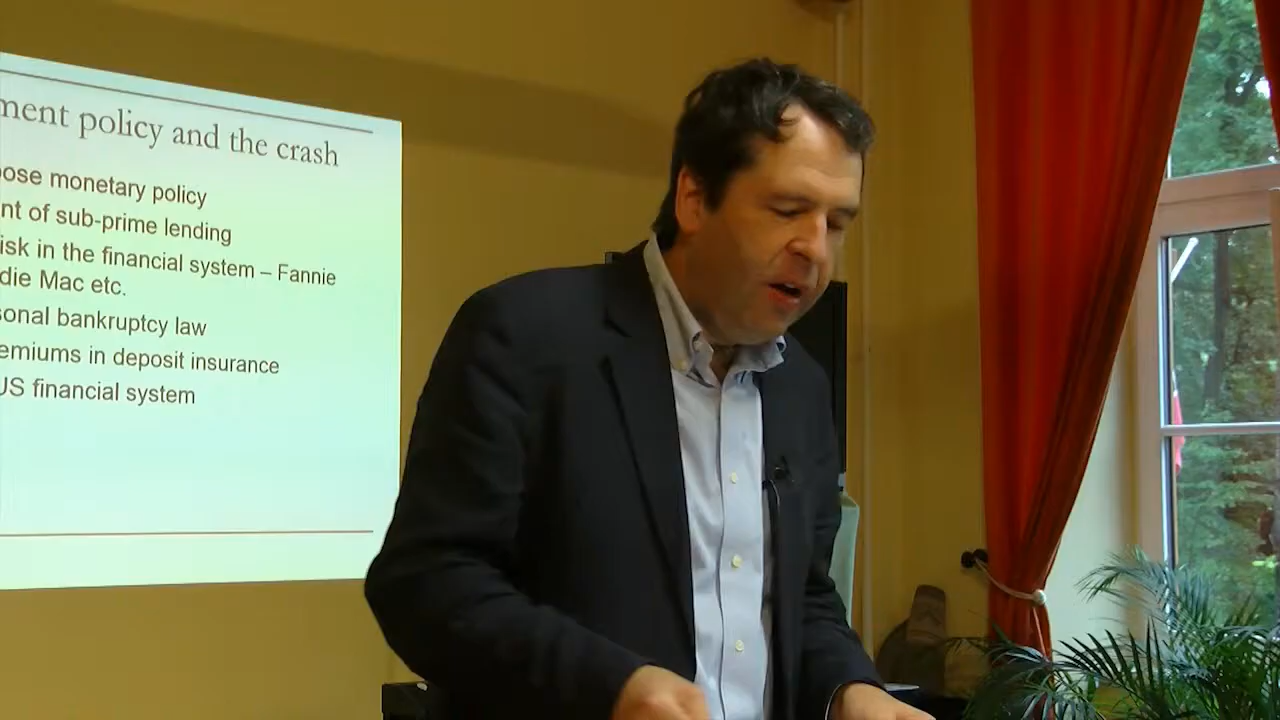 ment policy and the crash
ose monetary policy
nt of sub-prime lending
isk in the financial system – Fannie
die Mac etc.
sonal bankruptcy law
emiums in deposit insurance
US financial system